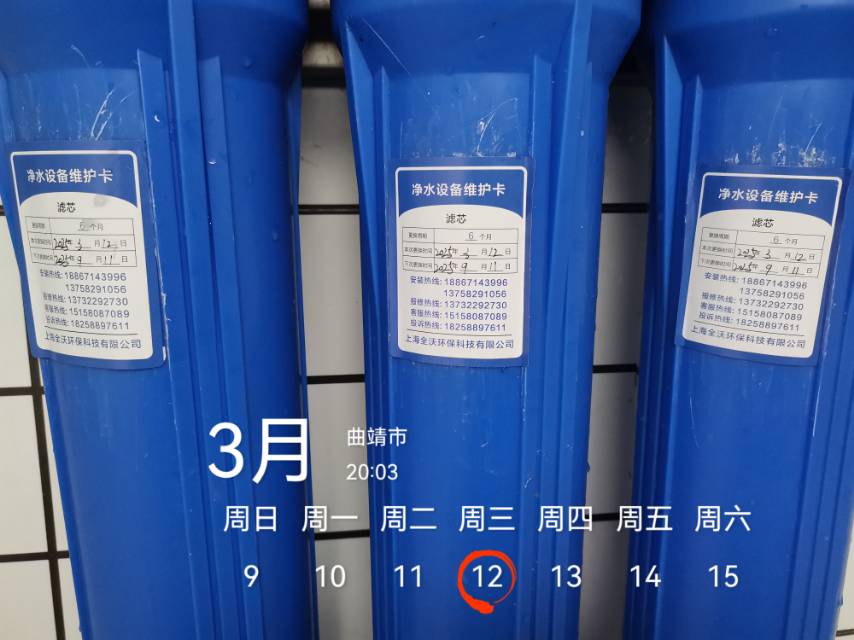 净水设备维护卡
滤芯
更换周期 6 个月
本次更换时间 2025年 3 月 12 日
下次更换时间 2025年 9 月 11 日
安装热线: 18867143996
13758291056
报修热线: 13732292730
客服热线: 15158087089
投诉热线: 18258897611
上海全沃环保科技有限公司
净水设备维护卡
滤芯
更换周期 6 个月
本次更换时间 2025年 3 月 12 日
下次更换时间 2025年 9 月 11 日
安装热线: 18867143996
13758291056
报修热线: 13732292730
客服热线: 15158087089
投诉热线: 18258897611
上海全沃环保科技有限公司
净水设备维护卡
滤芯
更换周期 6 个月
本次更换时间 2025年 3 月 12 日
下次更换时间 2025年 9 月 11 日
安装热线: 18867143996
13758291056
报修热线: 13732292730
客服热线: 15158087089
投诉热线: 18258897611
上海全沃环保科技有限公司
3月
曲靖市
20:03
周日 周一 周二 周三 周四 周五 周六
9 10 11 12 13 14 15